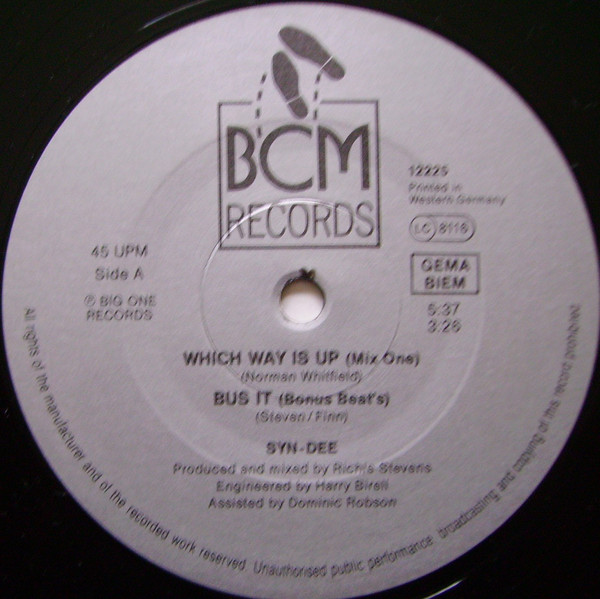 BCM
RECORDS
12225
Printed in
Western Germany
LC 8116
GEMA
BIEM
45 UPM
Side A
℗ BIG ONE
RECORDS
5:37
3:26
WHICH WAY IS UP (Mix One)
(Norman Whitfield)
BUS IT (Bonus Beat's)
(Steven/Finn)
SYN-DEE
Produced and mixed by Richie Stevens
Engineered by Harry Birell
Assisted by Dominic Robson
All rights of the manufacturer and of the recorded work reserved. Unauthorised public performance, broadcasting and copying of this record prohibited